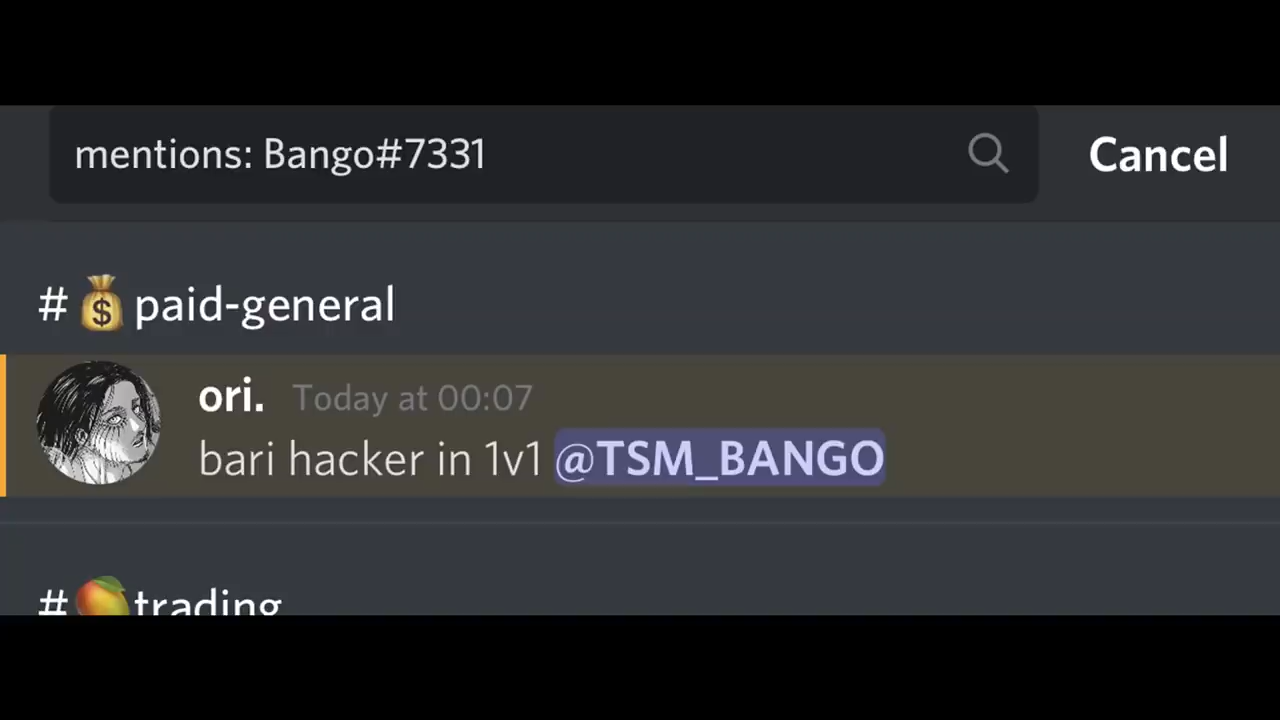 mentions: Bango#7331
Cancel
#💰paid-general
ori. Today at 00:07
bari hacker in 1v1 @TSM_BANGO
#🥭trading